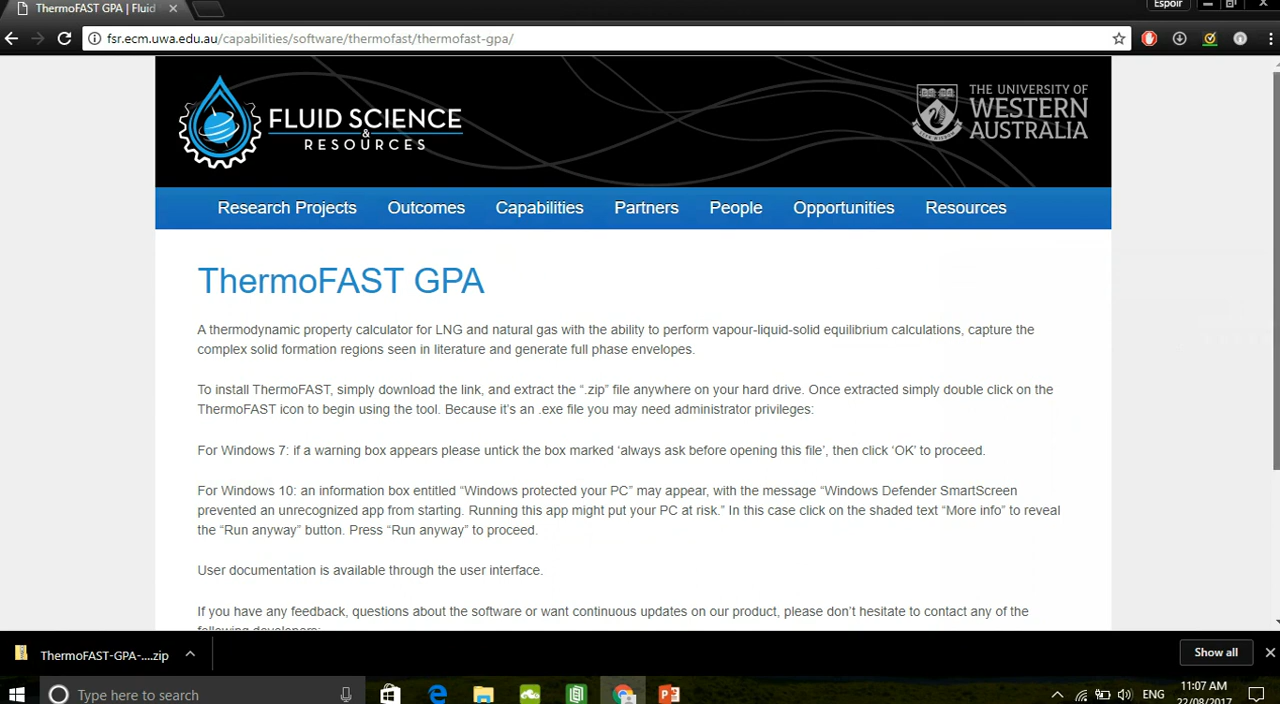 ThermoFAST GPA | Fluid
Espoir
fsr.ecm.uwa.edu.au/capabilities/software/thermofast/thermofast-gpa/
FLUID SCIENCE
&
RESOURCES
THE UNIVERSITY OF
WESTERN
AUSTRALIA
Research Projects Outcomes Capabilities Partners People Opportunities Resources
ThermoFAST GPA
A thermodynamic property calculator for LNG and natural gas with the ability to perform vapour-liquid-solid equilibrium calculations, capture the
complex solid formation regions seen in literature and generate full phase envelopes.
To install ThermoFAST, simply download the link, and extract the “.zip” file anywhere on your hard drive. Once extracted simply double click on the
ThermoFAST icon to begin using the tool. Because it’s an .exe file you may need administrator privileges:
For Windows 7: if a warning box appears please untick the box marked ‘always ask before opening this file’, then click ‘OK’ to proceed.
For Windows 10: an information box entitled “Windows protected your PC” may appear, with the message “Windows Defender SmartScreen
prevented an unrecognized app from starting. Running this app might put your PC at risk.” In this case click on the shaded text “More info” to reveal
the “Run anyway” button. Press “Run anyway” to proceed.
User documentation is available through the user interface.
If you have any feedback, questions about the software or want continuous updates on our product, please don’t hesitate to contact any of the
following developers:
ThermoFAST-GPA-....zip
Show all
Type here to search
ENG
11:07 AM
22/08/2017